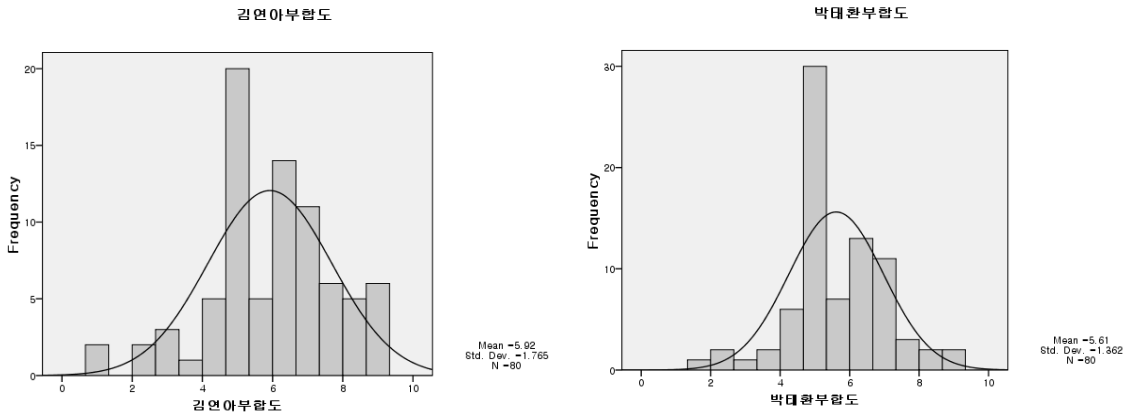 김연아부합도
20
15
10
5
0
Frequency
0 2 4 6 8 10
김연아부합도
Mean =5.92
Std. Dev. =1.765
N =80
박태환부합도
30
20
10
0
Frequency
0 2 4 6 8 10
박태환부합도
Mean =5.61
Std. Dev. =1.362
N =80